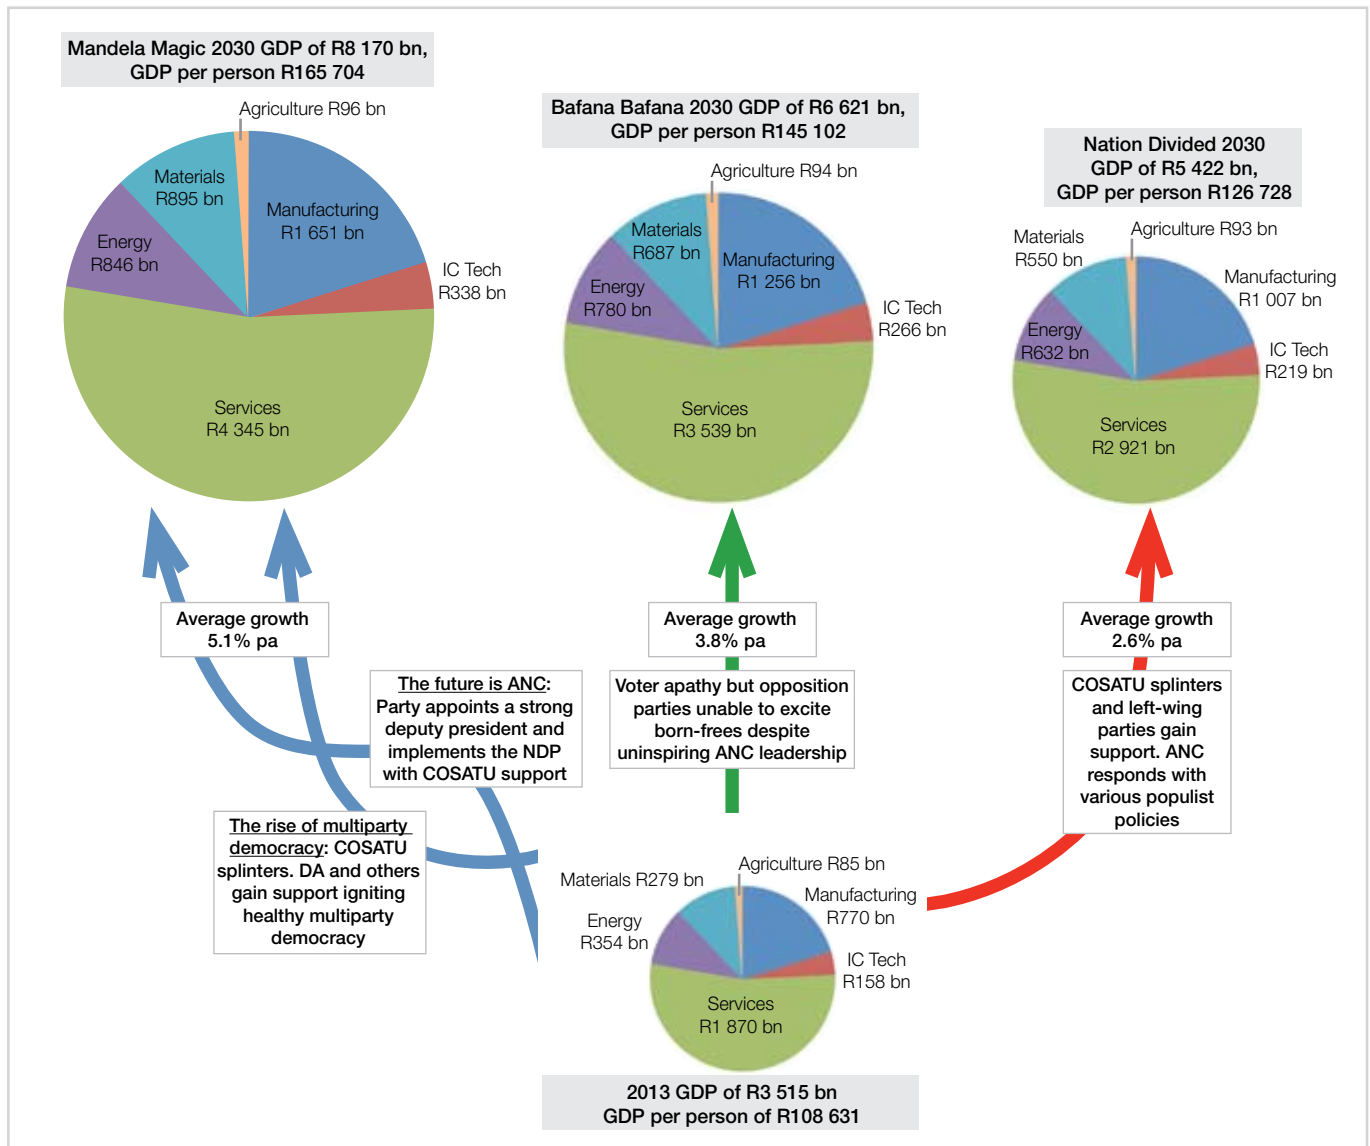 Mandela Magic 2030 GDP of R8 170 bn,
GDP per person R165 704
Agriculture R96 bn
Materials
R895 bn
Manufacturing
R1 651 bn
Energy
R846 bn
IC Tech
R338 bn
Services
R4 345 bn
Bafana Bafana 2030 GDP of R6 621 bn,
GDP per person R145 102
Agriculture R94 bn
Materials
R687 bn
Manufacturing
R1 256 bn
Energy
R780 bn
IC Tech
R266 bn
Services
R3 539 bn
Nation Divided 2030
GDP of R5 422 bn,
GDP per person R126 728
Agriculture R93 bn
Materials
R550 bn
Manufacturing
R1 007 bn
Energy
R632 bn
IC Tech
R219 bn
Services
R2 921 bn
Average growth
5.1% pa
Average growth
3.8% pa
Average growth
2.6% pa
The future is ANC:
Party appoints a strong
deputy president and
implements the NDP
with COSATU support
Voter apathy but opposition
parties unable to excite
born-frees despite
uninspiring ANC leadership
COSATU splinters
and left-wing
parties gain
support. ANC
responds with
various populist
policies
The rise of multiparty
democracy: COSATU
splinters. DA and others
gain support igniting
healthy multiparty
democracy
Agriculture R85 bn
Materials R279 bn
Manufacturing
R770 bn
Energy
R354 bn
IC Tech
R158 bn
Services
R1 870 bn
2013 GDP of R3 515 bn
GDP per person of R108 631